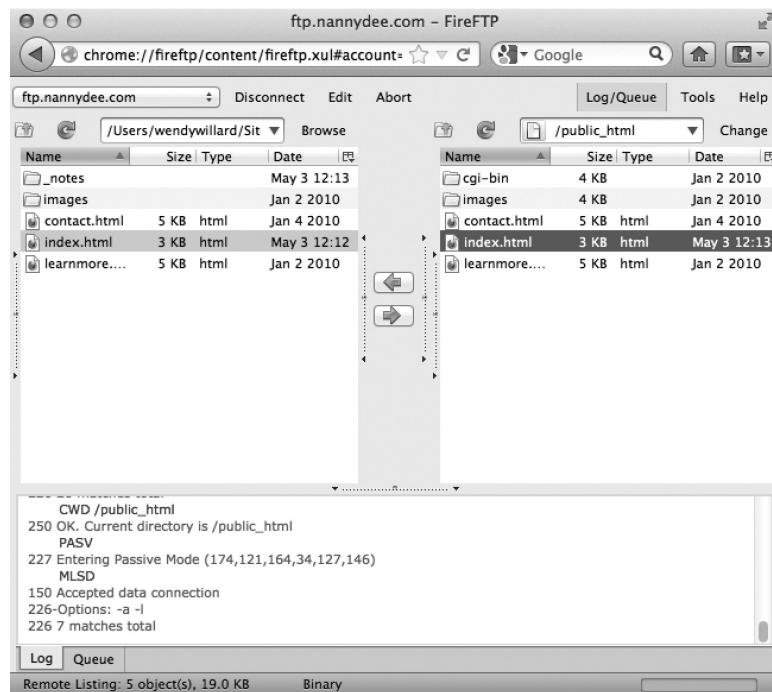 ftp.nannydee.com – FireFTP
chrome://fireftp/content/fireftp.xul#account= Google
ftp.nannydee.com Disconnect Edit Abort Log/Queue Tools Help
/Users/wendywillard/Sit Browse /public_html Change
Name Size Type Date Name Size Type Date
_notes May 3 12:13 cgi-bin 4 KB Jan 2 2010
images Jan 2 2010 images 4 KB Jan 2 2010
contact.html 5 KB html Jan 4 2010 contact.html 5 KB html Jan 4 2010
index.html 3 KB html May 3 12:12 index.html 3 KB html May 3 12:13
learnmore.... 5 KB html Jan 2 2010 learnmore.... 5 KB html Jan 2 2010
CWD /public_html
250 OK. Current directory is /public_html
PASV
227 Entering Passive Mode (174,121,164,34,127,146)
MLSD
150 Accepted data connection
226-Options: -a -l
226 7 matches total
Log Queue
Remote Listing: 5 object(s), 19.0 KB Binary